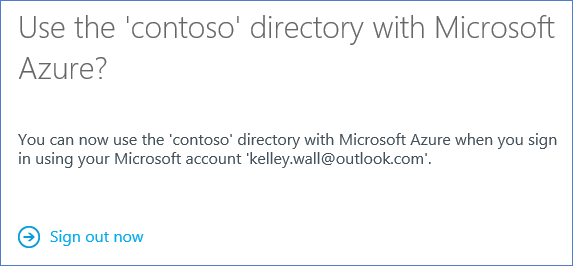 Use the 'contoso' directory with Microsoft
Azure?
You can now use the 'contoso' directory with Microsoft Azure when you sign
in using your Microsoft account 'kelley.wall@outlook.com'.
Sign out now